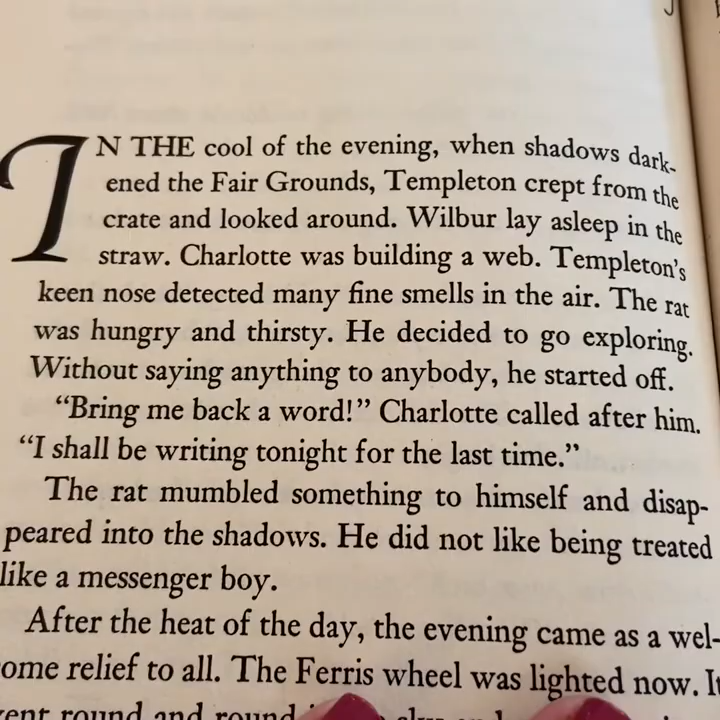 IN THE cool of the evening, when shadows dark-
ened the Fair Grounds, Templeton crept from the
crate and looked around. Wilbur lay asleep in the
straw. Charlotte was building a web. Templeton's
keen nose detected many fine smells in the air. The rat
was hungry and thirsty. He decided to go exploring.
Without saying anything to anybody, he started off.
“Bring me back a word!” Charlotte called after him.
“I shall be writing tonight for the last time.”
The rat mumbled something to himself and disap-
peared into the shadows. He did not like being treated
like a messenger boy.
After the heat of the day, the evening came as a wel-
ome relief to all. The Ferris wheel was lighted now. It
round and round